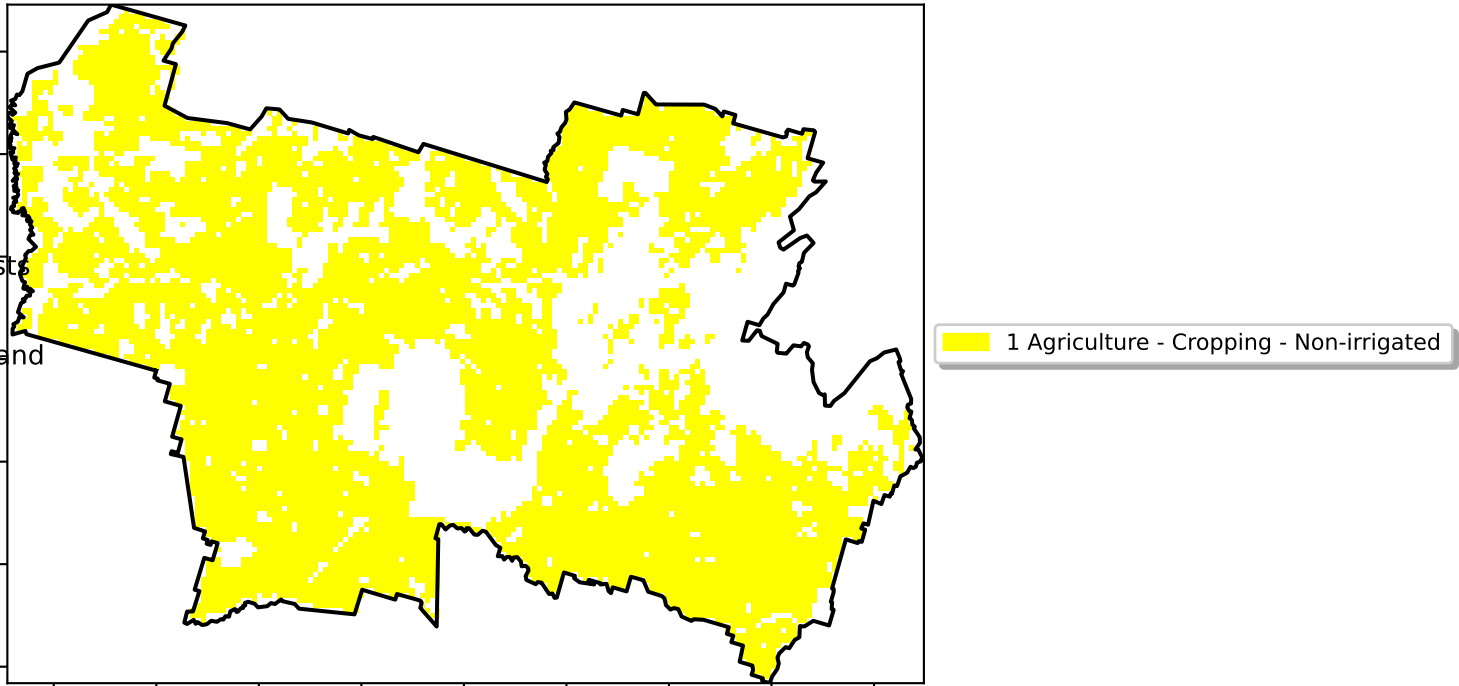 sts
1 Agriculture - Cropping - Non-irrigated
and